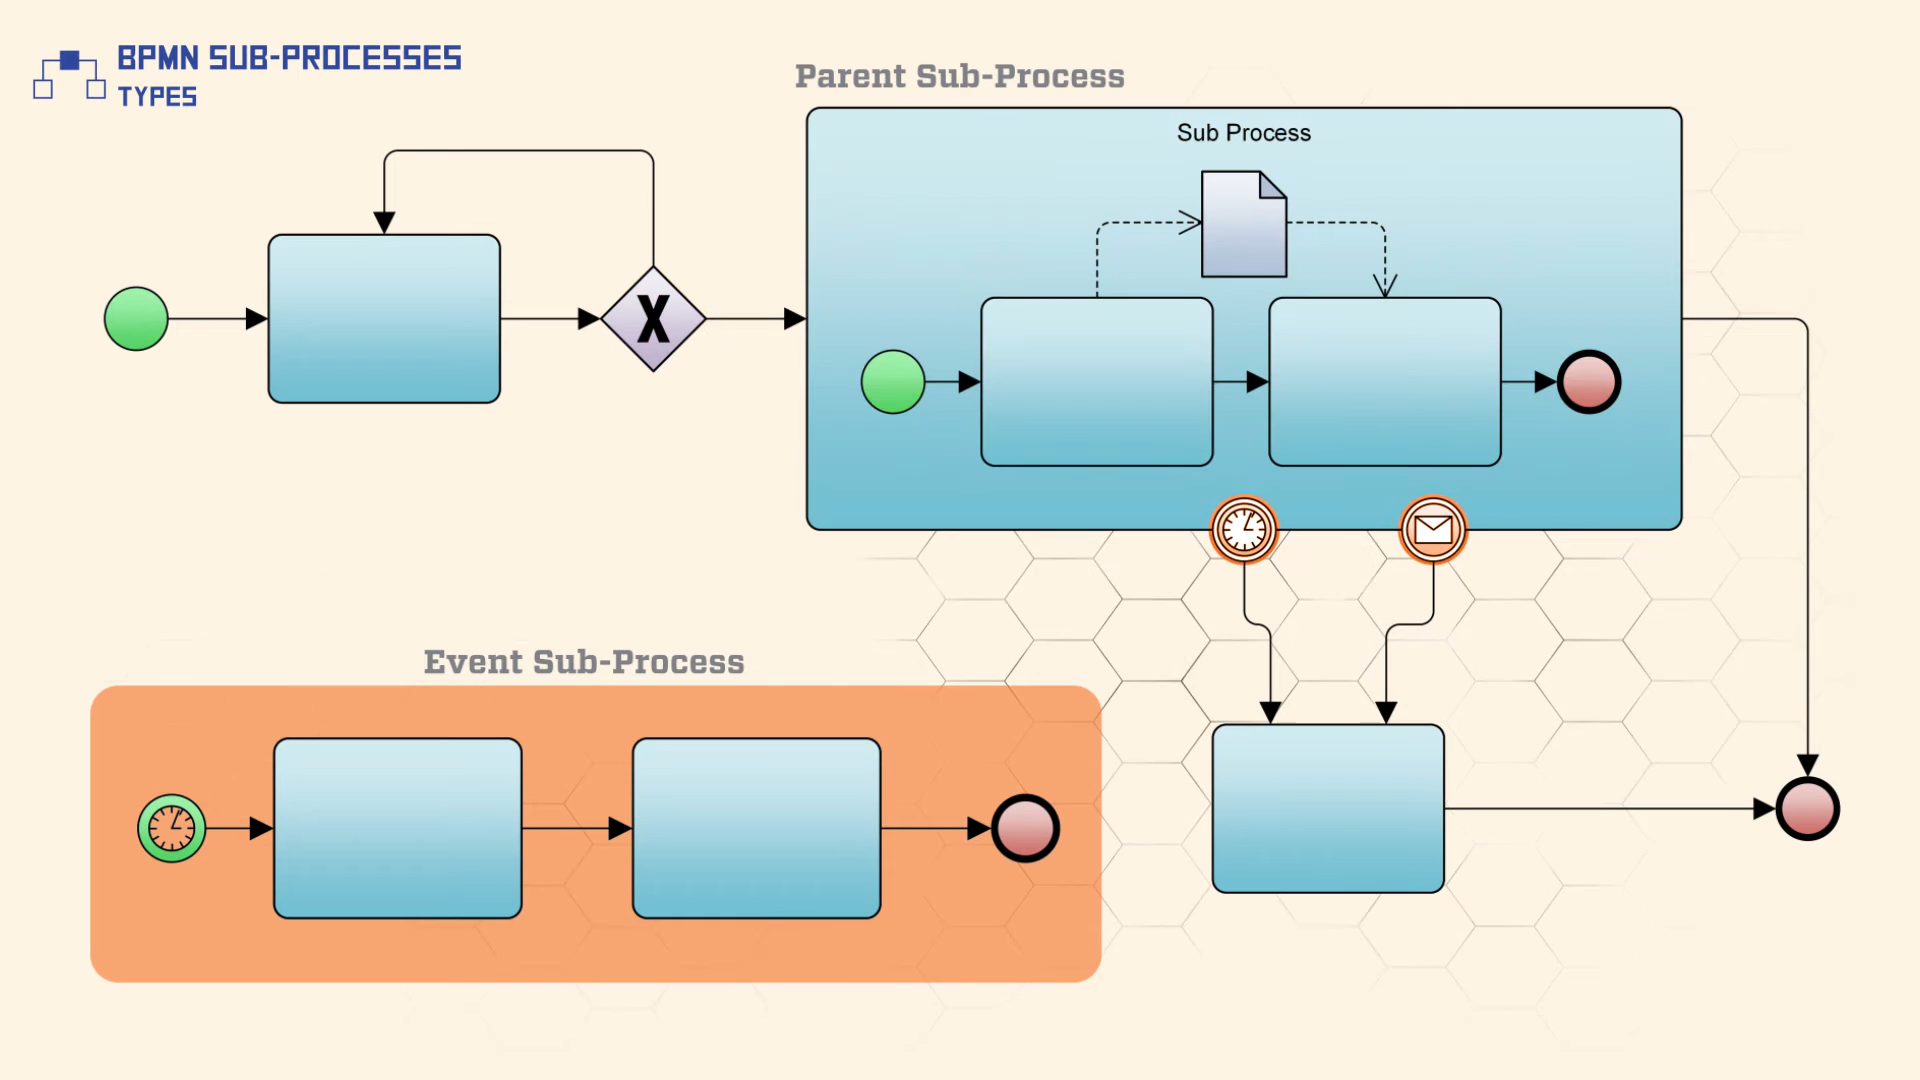 BPMN SUB-PROCESSES
TYPES
Parent Sub-Process
Sub Process
X
Event Sub-Process